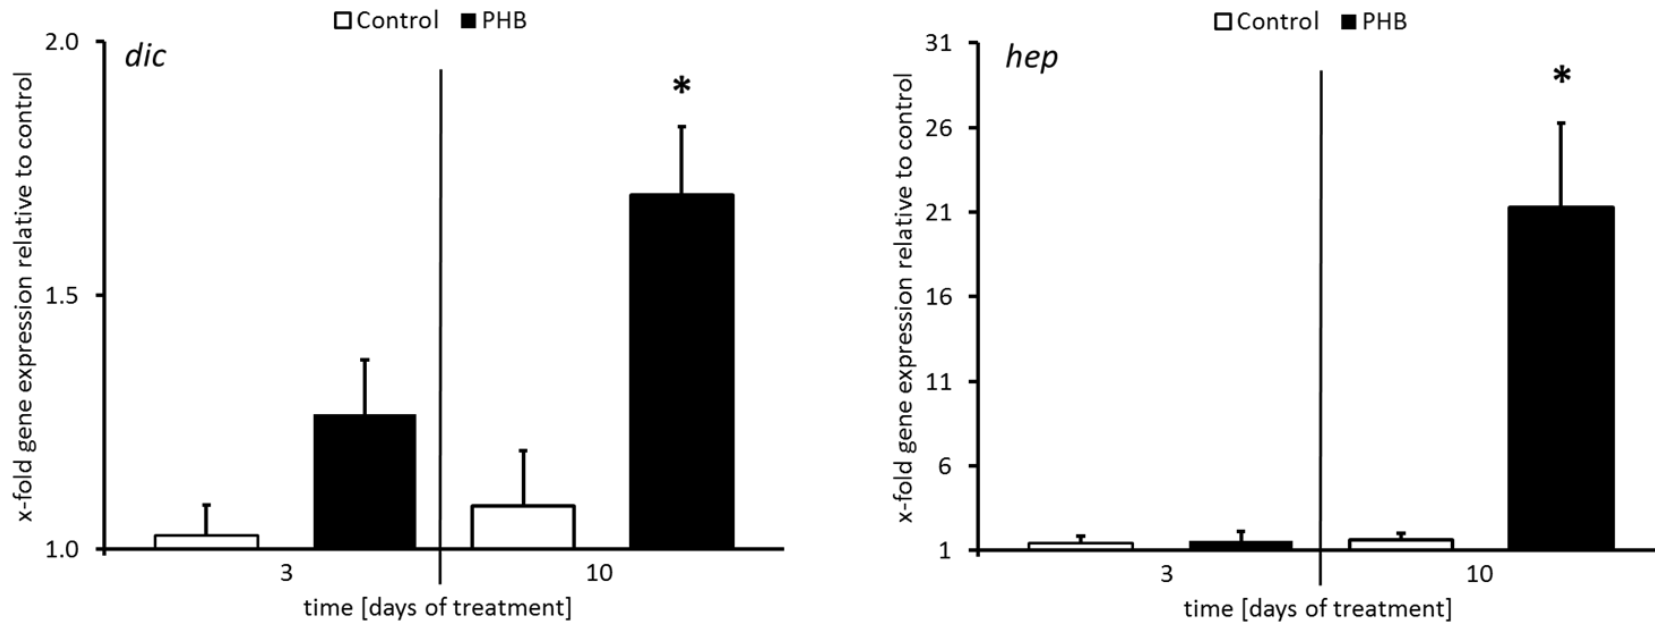 Control PHB
dic
*
2.0
1.5
1.0
x-fold gene expression relative to control
3 10
time [days of treatment]
Control PHB
hep
*
31
26
21
16
11
6
1
x-fold gene expression relative to control
3 10
time [days of treatment]